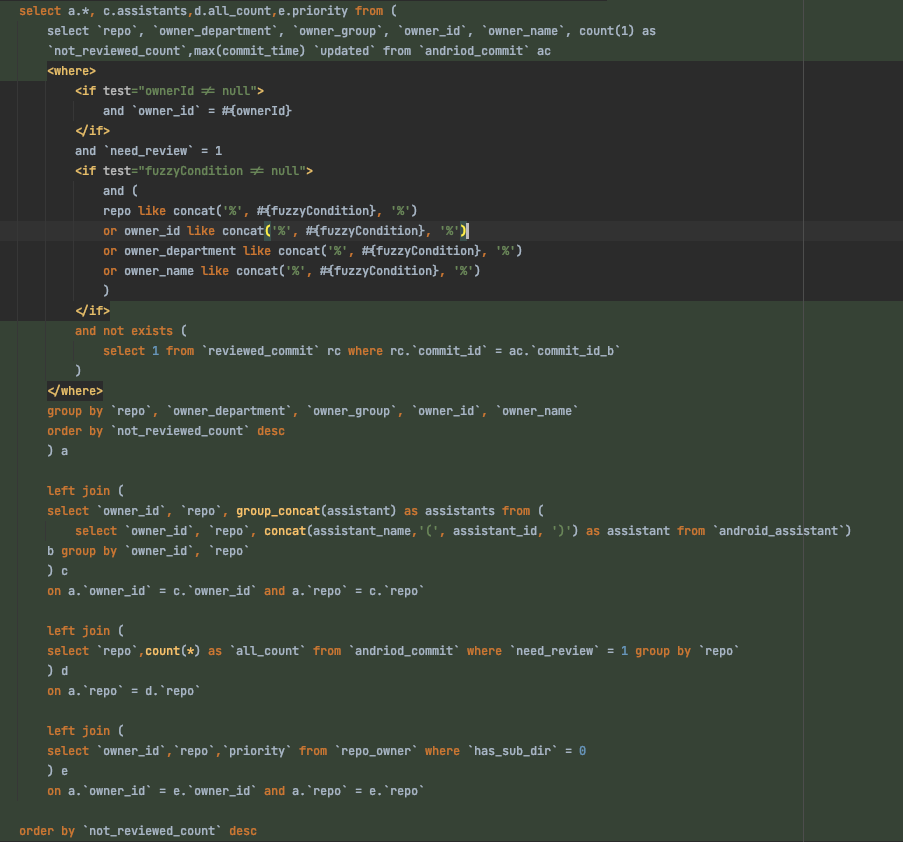 select a.*, c.assistants,d.all_count,e.priority from (
select `repo`, `owner_department`, `owner_group`, `owner_id`, `owner_name`, count(1) as
`not_reviewed_count`,max(commit_time) `updated` from `andriod_commit` ac
<where>
<if test="ownerId != null">
and `owner_id` = #{ownerId}
</if>
and `need_review` = 1
<if test="fuzzyCondition != null">
and (
repo like concat('%', #{fuzzyCondition}, '%')
or owner_id like concat('%', #{fuzzyCondition}, '%')
or owner_department like concat('%', #{fuzzyCondition}, '%')
or owner_name like concat('%', #{fuzzyCondition}, '%')
)
</if>
and not exists (
select 1 from `reviewed_commit` rc where rc.`commit_id` = ac.`commit_id_b`
)
</where>
group by `repo`, `owner_department`, `owner_group`, `owner_id`, `owner_name`
order by `not_reviewed_count` desc
) a
left join (
select `owner_id`, `repo`, group_concat(assistant) as assistants from (
select `owner_id`, `repo`, concat(assistant_name,'(', assistant_id, ')') as assistant from `android_assistant`)
b group by `owner_id`, `repo`
) c
on a.`owner_id` = c.`owner_id` and a.`repo` = c.`repo`
left join (
select `repo`,count(*) as `all_count` from `andriod_commit` where `need_review` = 1 group by `repo`
) d
on a.`repo` = d.`repo`
left join (
select `owner_id`,`repo`,`priority` from `repo_owner` where `has_sub_dir` = 0
) e
on a.`owner_id` = e.`owner_id` and a.`repo` = e.`repo`
order by `not_reviewed_count` desc